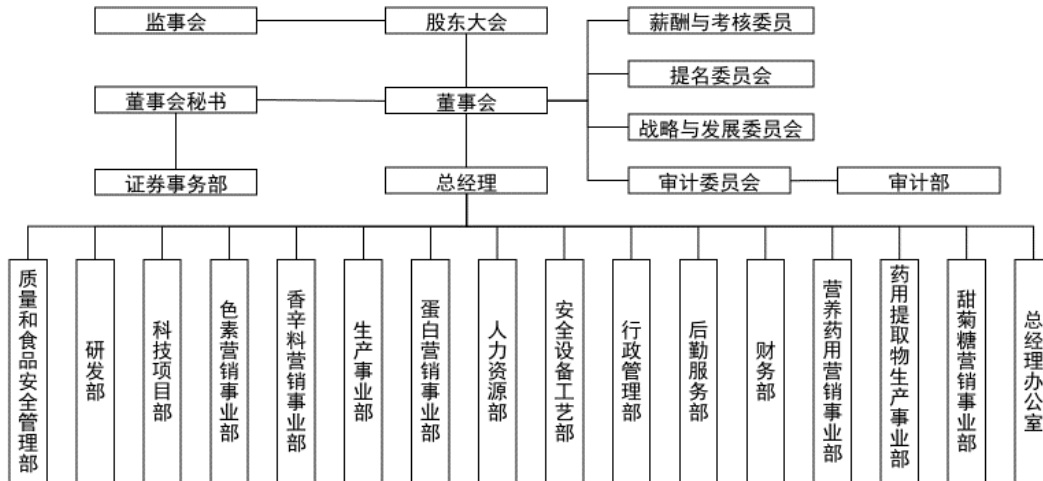 监事会
股东大会
薪酬与考核委员
提名委员会
董事会秘书
董事会
战略与发展委员会
证券事务部
总经理
审计委员会
审计部
质量和食品安全管理部
研发部
科技项目部
色素营销事业部
香辛料营销事业部
生产事业部
蛋白营销事业部
人力资源部
安全设备工艺部
行政管理部
后勤服务部
财务部
营养药用营销事业部
药用提取物生产事业部
甜菊糖营销事业部
总经理办公室